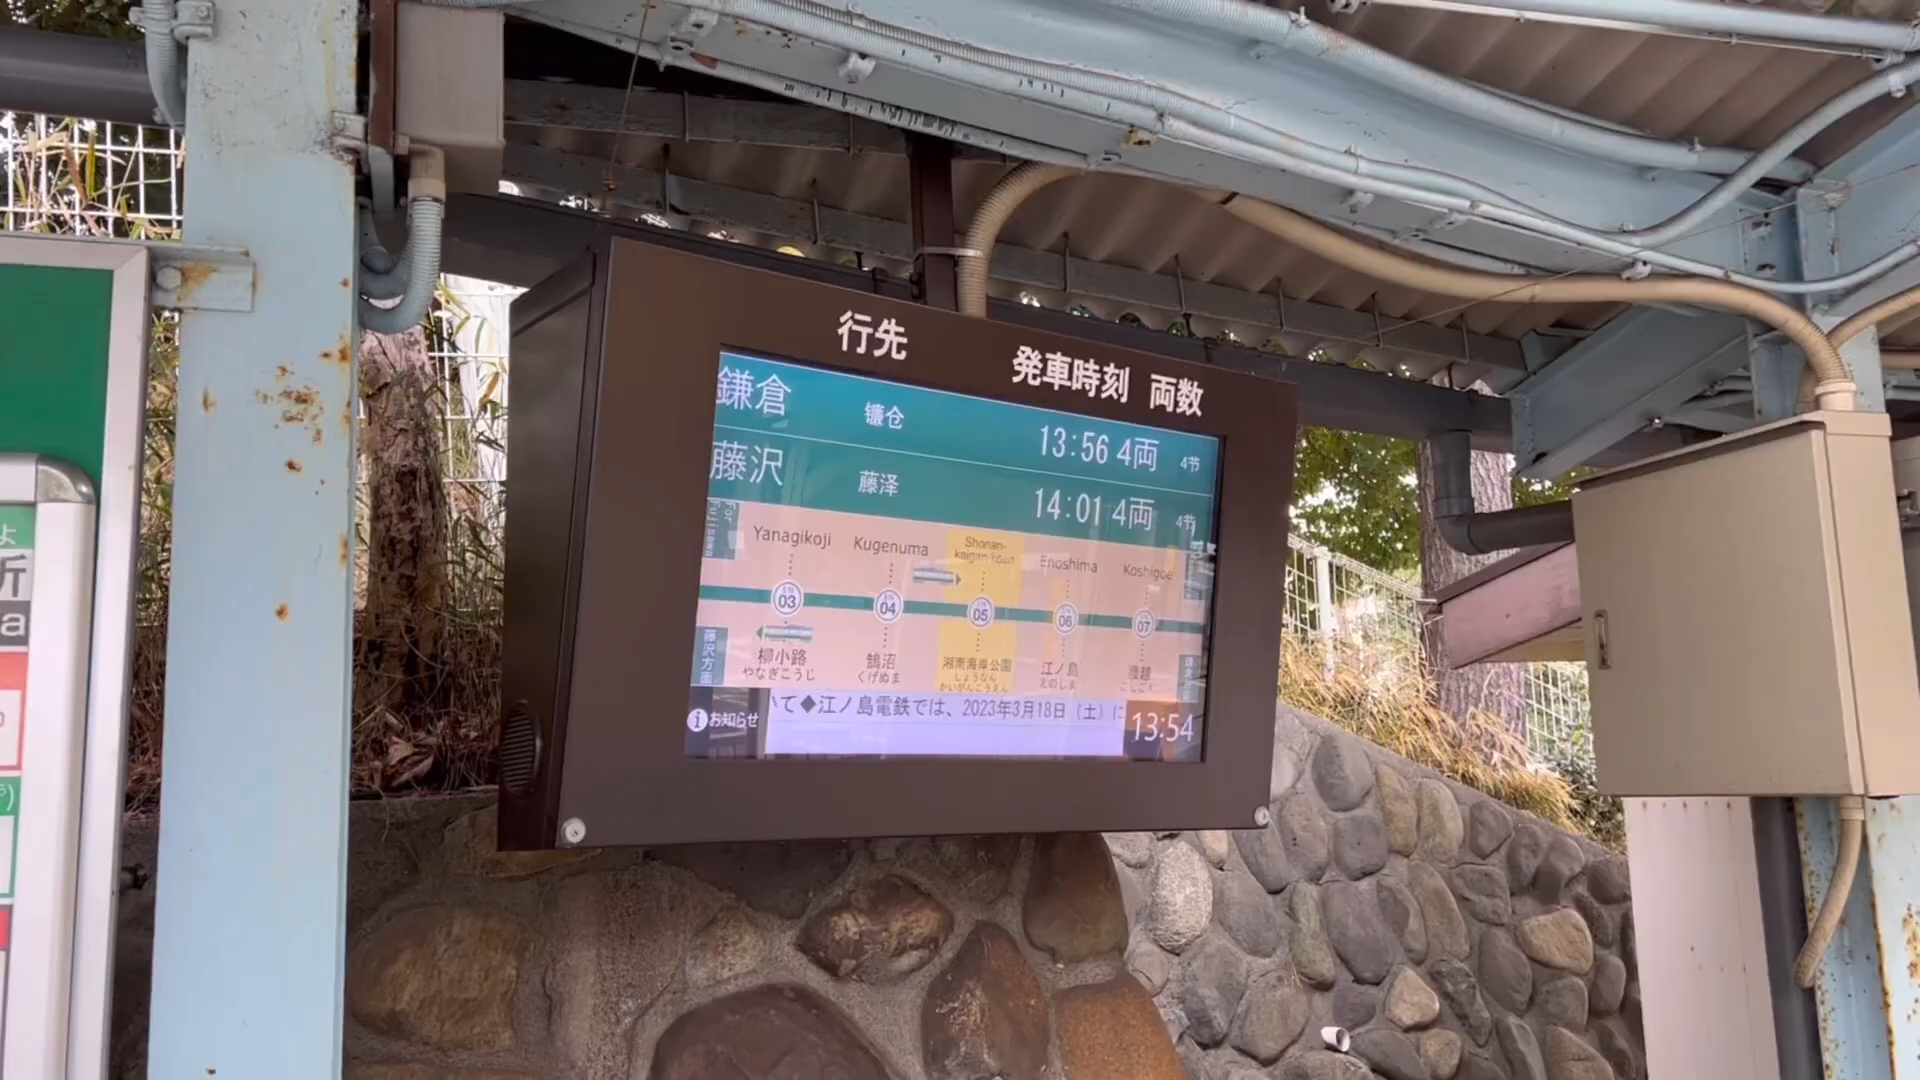 行先 発車時刻 両数
鎌倉 镰仓 13:56 4両 4节
藤沢 藤泽 14:01 4両 4节
For Fujisawa
Yanagikoji Kugenuma Shonan-kaigan-koen Enoshima Koshigoe
03 04 05 06 07
藤沢方面
柳小路 鵠沼 湘南海岸公園 江ノ島 腰越
やなぎこうじ くげぬま しょうなんかいがんこうえん えのしま
お知らせ いて◆江ノ島電鉄では、2023年3月18日（土）に 13:54
よ
所
a